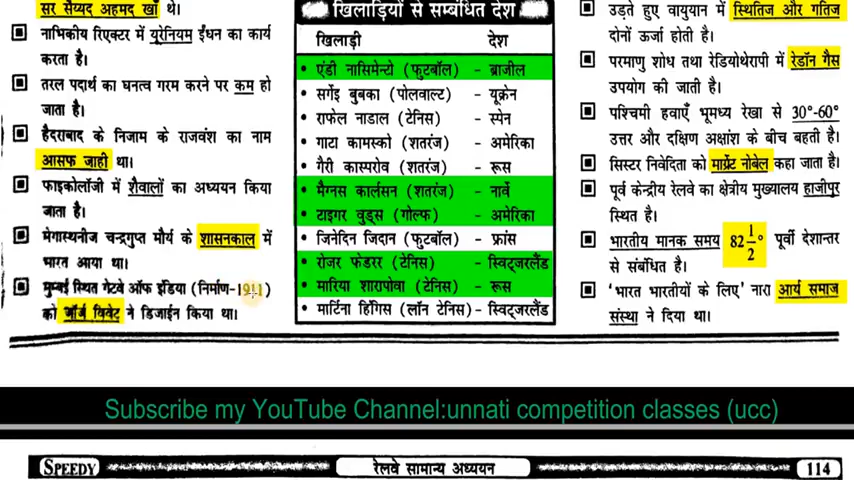 सर सैय्यद अहमद खाँ थे।
नाभिकीय रिएक्टर में यूरेनियम ईंधन का कार्य
करता है।
तरल पदार्थ का घनत्व गरम करने पर कम हो
जाता है।
हैदराबाद के निजाम के राजवंश का नाम
आसफ जाही था।
फाइकोलॉजी में शैवालों का अध्ययन किया
जाता है।
मेगास्थनीज चन्द्रगुप्त मौर्य के शासनकाल में
भारत आया था।
मुम्बई स्थित गेटवे ऑफ इंडिया (निर्माण-1911)
को जॉर्ज विटेट ने डिजाईन किया था।
खिलाड़ियों से सम्बंधित देश
खिलाड़ी देश
• एंडी नासिमेन्टो (फुटबॉल) - ब्राजील
• सर्गेइ बुबका (पोलवाल्ट) - यूक्रेन
• राफेल नाडाल (टेनिस) - स्पेन
• गाटा कामस्को (शतरंज) - अमेरिका
• गैरी कास्परोव (शतरंज) - रूस
• मैग्नस कार्लसन (शतरंज) - नार्वे
• टाइगर वुड्स (गोल्फ) - अमेरिका
• जिनेदिन जिदान (फुटबॉल) - फ्रांस
• रोजर फेडरर (टेनिस) - स्विट्जरलैंड
• मारिया शारापोवा (टेनिस) - रूस
• मार्टिना हिंगिस (लॉन टेनिस) - स्विटजरलैंड
उड़ते हुए वायुयान में स्थितिज और गतिज
दोनों ऊर्जा होती है।
परमाणु शोध तथा रेडियोथेरापी में रेडॉन गैस
उपयोग की जाती है।
पश्चिमी हवाएँ भूमध्य रेखा से 30°-60°
उत्तर और दक्षिण अक्षांश के बीच बहती है।
सिस्टर निवेदिता को मार्ग्रेट नोबेल कहा जाता है।
पूर्व केन्द्रीय रेलवे का क्षेत्रीय मुख्यालय हाजीपुर
स्थित है।
भारतीय मानक समय 82 1/2° पूर्वी देशान्तर
से संबंधित है।
'भारत भारतीयों के लिए' नारा आर्य समाज
संस्था ने दिया था।
Subscribe my YouTube Channel:unnati competition classes (ucc)
SPEEDY रेलवे सामान्य अध्ययन 114